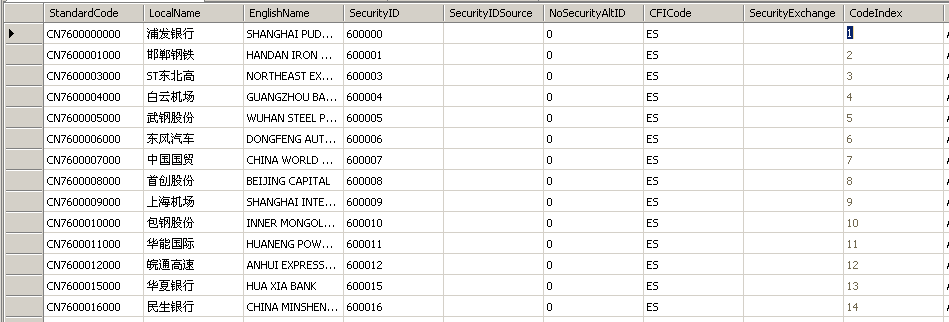 StandardCode LocalName EnglishName SecurityID SecurityIDSource NoSecurityAltID CFICode SecurityExchange CodeIndex
CN7600000000 浦发银行 SHANGHAI PUD... 600000 0 ES 1
CN7600001000 邯郸钢铁 HANDAN IRON ... 600001 0 ES 2
CN7600003000 ST东北高 NORTHEAST EX... 600003 0 ES 3
CN7600004000 白云机场 GUANGZHOU BA... 600004 0 ES 4
CN7600005000 武钢股份 WUHAN STEEL P... 600005 0 ES 5
CN7600006000 东风汽车 DONGFENG AUT... 600006 0 ES 6
CN7600007000 中国国贸 CHINA WORLD ... 600007 0 ES 7
CN7600008000 首创股份 BEIJING CAPITAL 600008 0 ES 8
CN7600009000 上海机场 SHANGHAI INTE... 600009 0 ES 9
CN7600010000 包钢股份 INNER MONGOL... 600010 0 ES 10
CN7600011000 华能国际 HUANENG POW... 600011 0 ES 11
CN7600012000 皖通高速 ANHUI EXPRESS... 600012 0 ES 12
CN7600015000 华夏银行 HUA XIA BANK 600015 0 ES 13
CN7600016000 民生银行 CHINA MINSHEN... 600016 0 ES 14